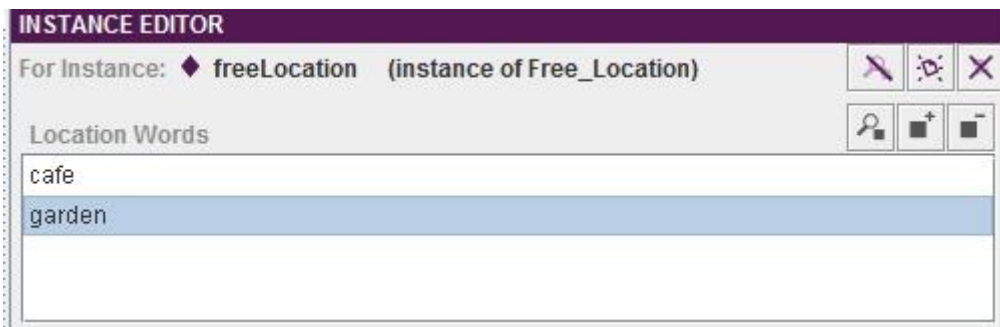 INSTANCE EDITOR
For Instance: freeLocation (instance of Free_Location)
Location Words
cafe
garden